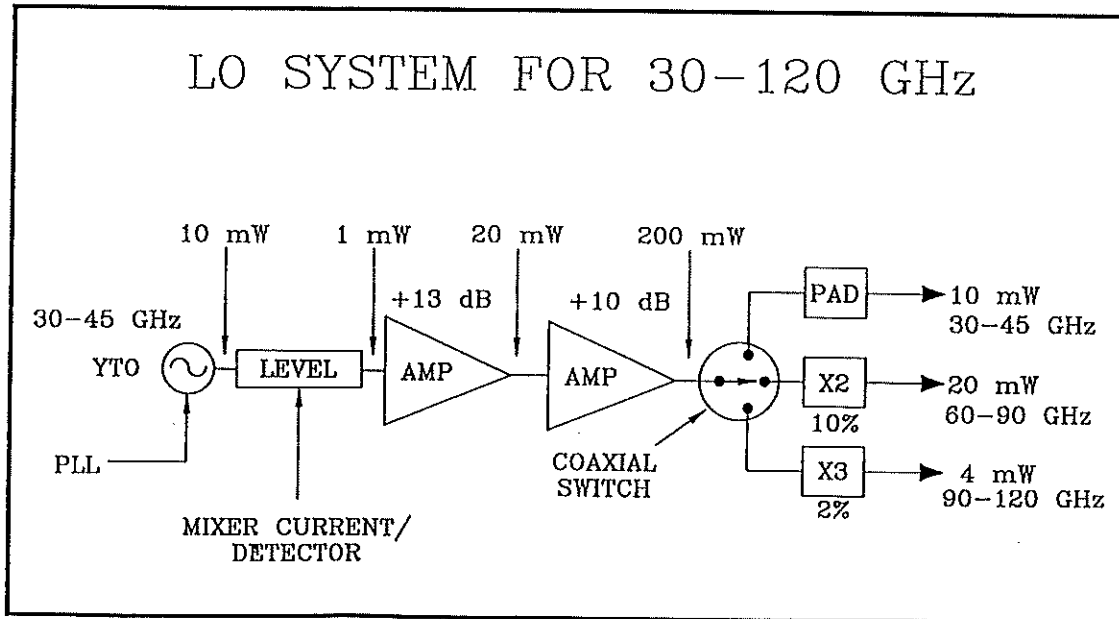 LO SYSTEM FOR 30-120 GHz
10 mW
1 mW
20 mW
200 mW
30-45 GHz
+13 dB
+10 dB
PAD
10 mW
30-45 GHz
YTO
LEVEL
AMP
AMP
X2
20 mW
10%
60-90 GHz
PLL
COAXIAL
SWITCH
X3
4 mW
2%
90-120 GHz
MIXER CURRENT/
DETECTOR